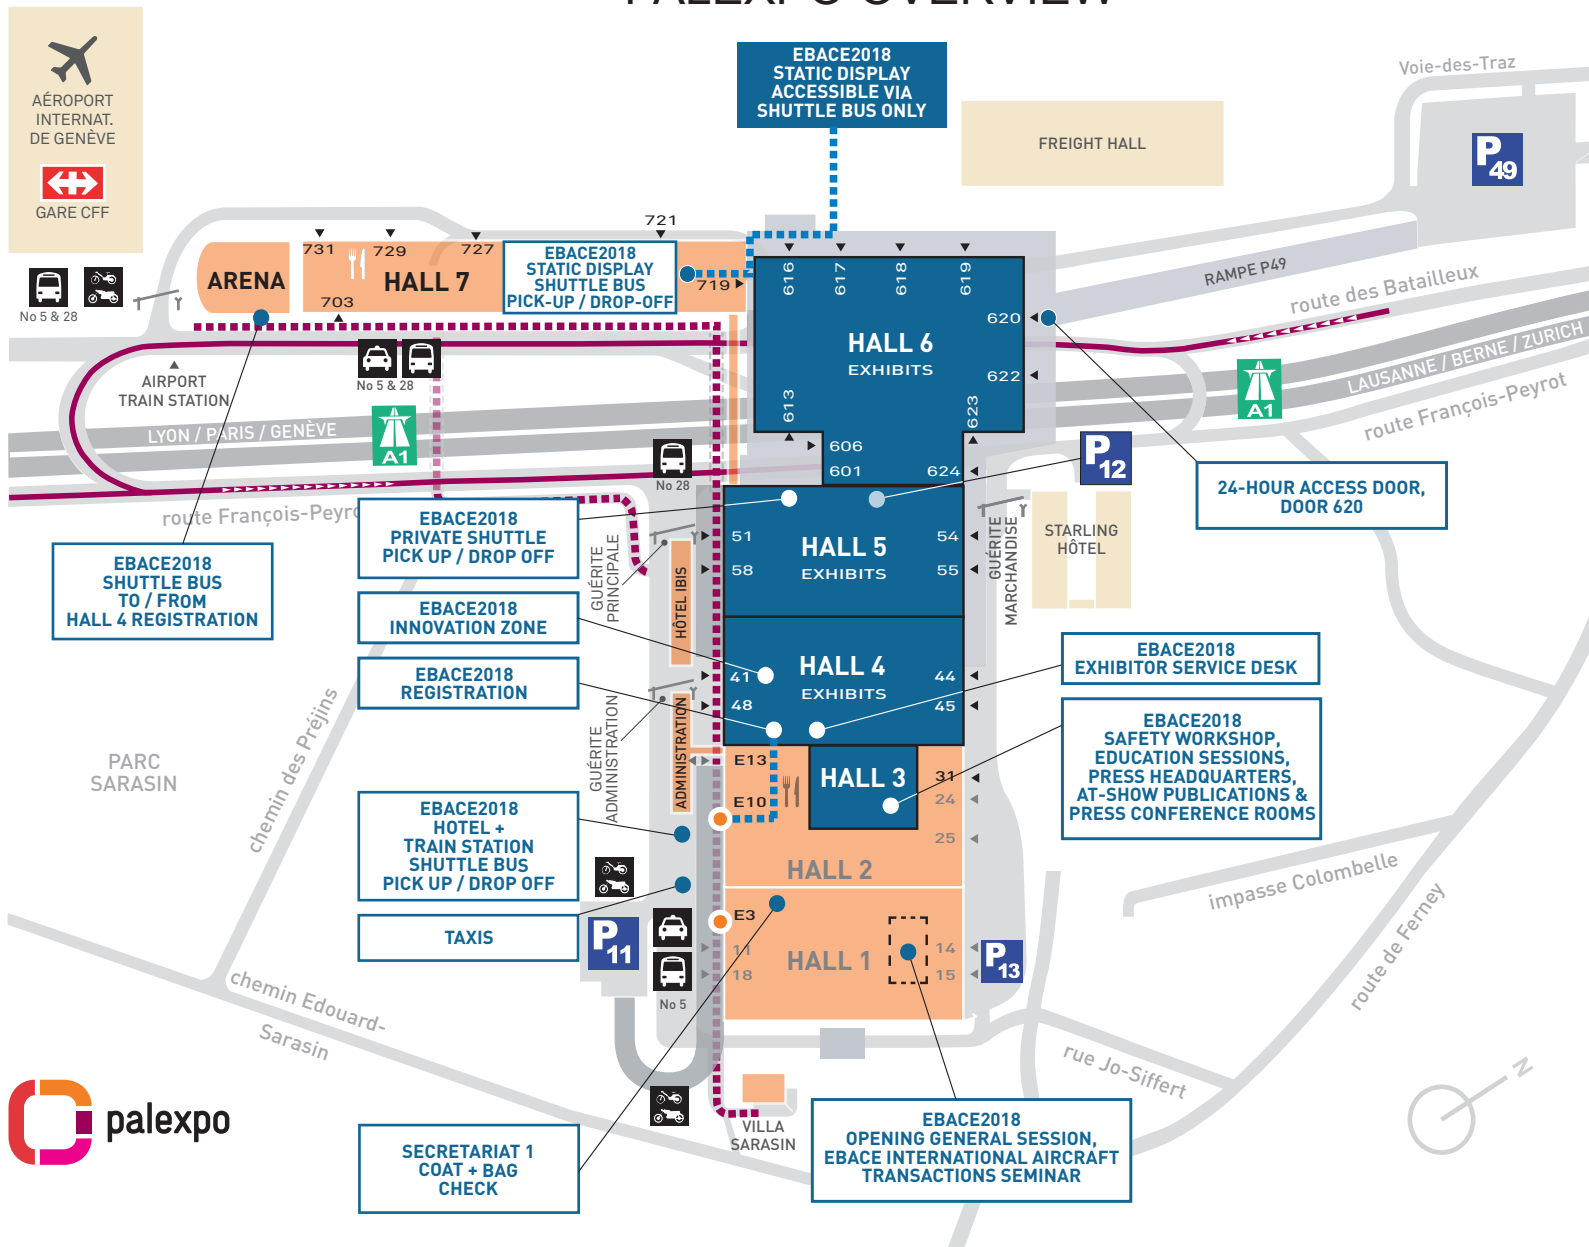 PALEXPO OVERVIEW
AÉROPORT
INTERNAT.
DE GENÈVE
GARE CFF
EBACE2018
STATIC DISPLAY
ACCESSIBLE VIA
SHUTTLE BUS ONLY
FREIGHT HALL
Voie-des-Traz
P49
No 5 & 28
ARENA
731
729
727
721
HALL 7
703
EBACE2018
STATIC DISPLAY
SHUTTLE BUS
PICK-UP / DROP-OFF
719
616
617
618
619
620
622
HALL 6
EXHIBITS
613
623
606
601
624
RAMPE P49
route des Batailleux
LAUSANNE / BERNE / ZURICH
route François-Peyrot
A1
AIRPORT
TRAIN STATION
No 5 & 28
LYON / PARIS / GENÈVE
A1
No 28
P12
24-HOUR ACCESS DOOR,
DOOR 620
route François-Peyro
EBACE2018
PRIVATE SHUTTLE
PICK UP / DROP OFF
EBACE2018
SHUTTLE BUS
TO / FROM
HALL 4 REGISTRATION
GUÉRITE
PRINCIPALE
HÔTEL IBIS
51
58
HALL 5
EXHIBITS
54
55
GUÉRITE
MARCHANDISE
STARLING
HÔTEL
EBACE2018
INNOVATION ZONE
EBACE2018
REGISTRATION
41
48
HALL 4
EXHIBITS
44
45
EBACE2018
EXHIBITOR SERVICE DESK
EBACE2018
SAFETY WORKSHOP,
EDUCATION SESSIONS,
PRESS HEADQUARTERS,
AT-SHOW PUBLICATIONS &
PRESS CONFERENCE ROOMS
PARC
SARASIN
chemin des Préjins
GUÉRITE
ADMINISTRATION
ADMINISTRATION
E13
E10
HALL 3
31
24
25
HALL 2
EBACE2018
HOTEL +
TRAIN STATION
SHUTTLE BUS
PICK UP / DROP OFF
TAXIS
P11
E3
11
18
HALL 1
14
15
P13
No 5
impasse Colombelle
route de Ferney
chemin Edouard-
Sarasin
rue Jo-Siffert
N
palexpo
VILLA
SARASIN
SECRETARIAT 1
COAT + BAG
CHECK
EBACE2018
OPENING GENERAL SESSION,
EBACE INTERNATIONAL AIRCRAFT
TRANSACTIONS SEMINAR